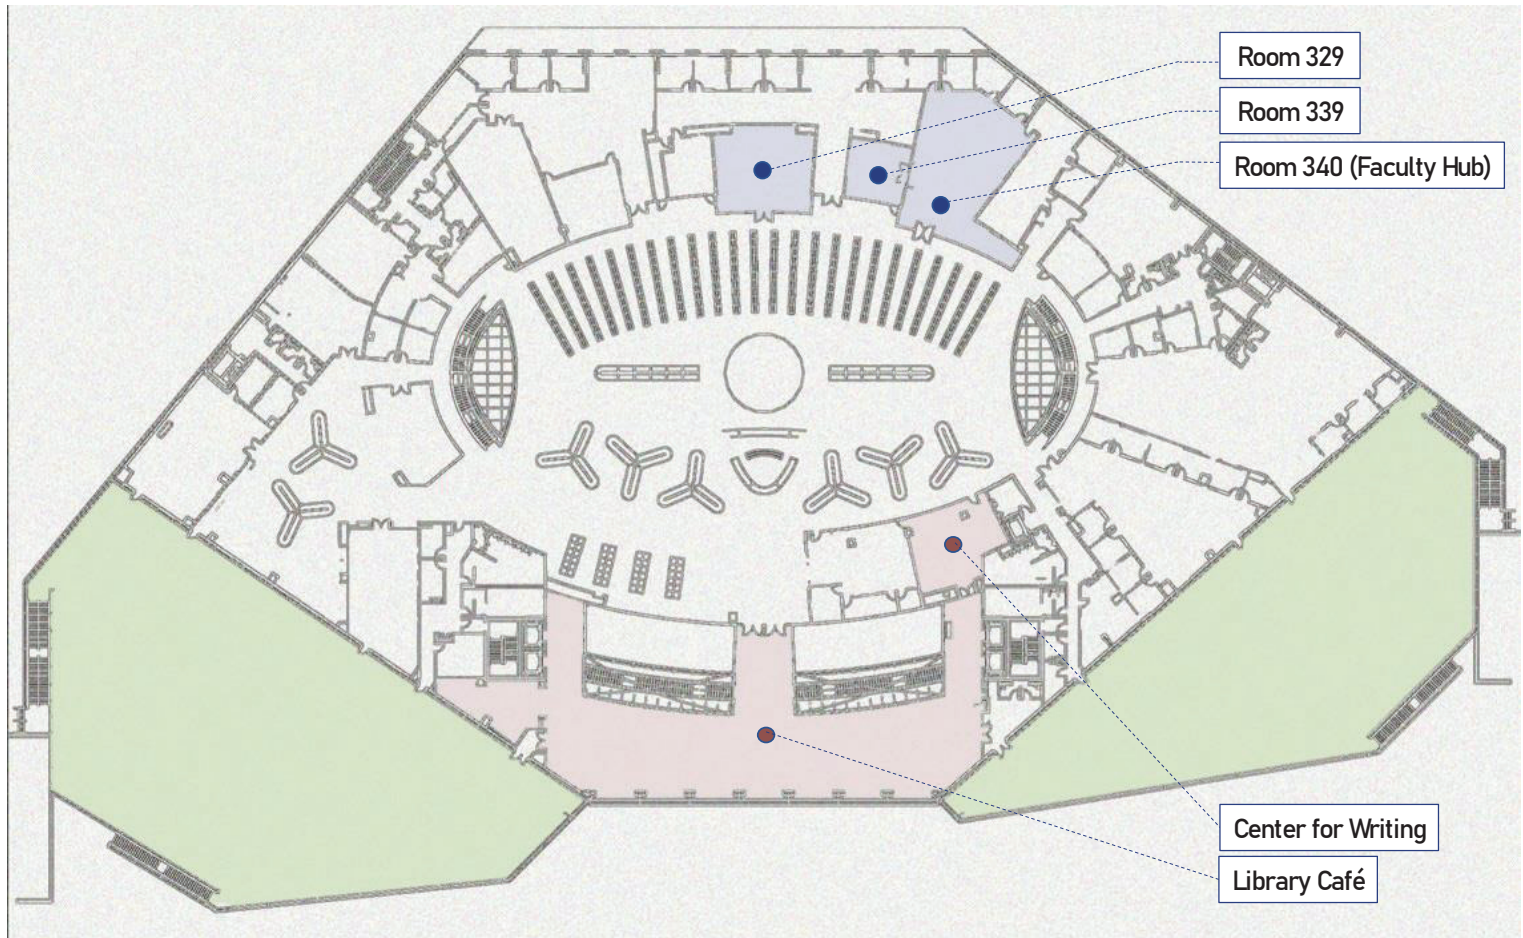 Room 329
Room 339
Room 340 (Faculty Hub)
Center for Writing
Library Café